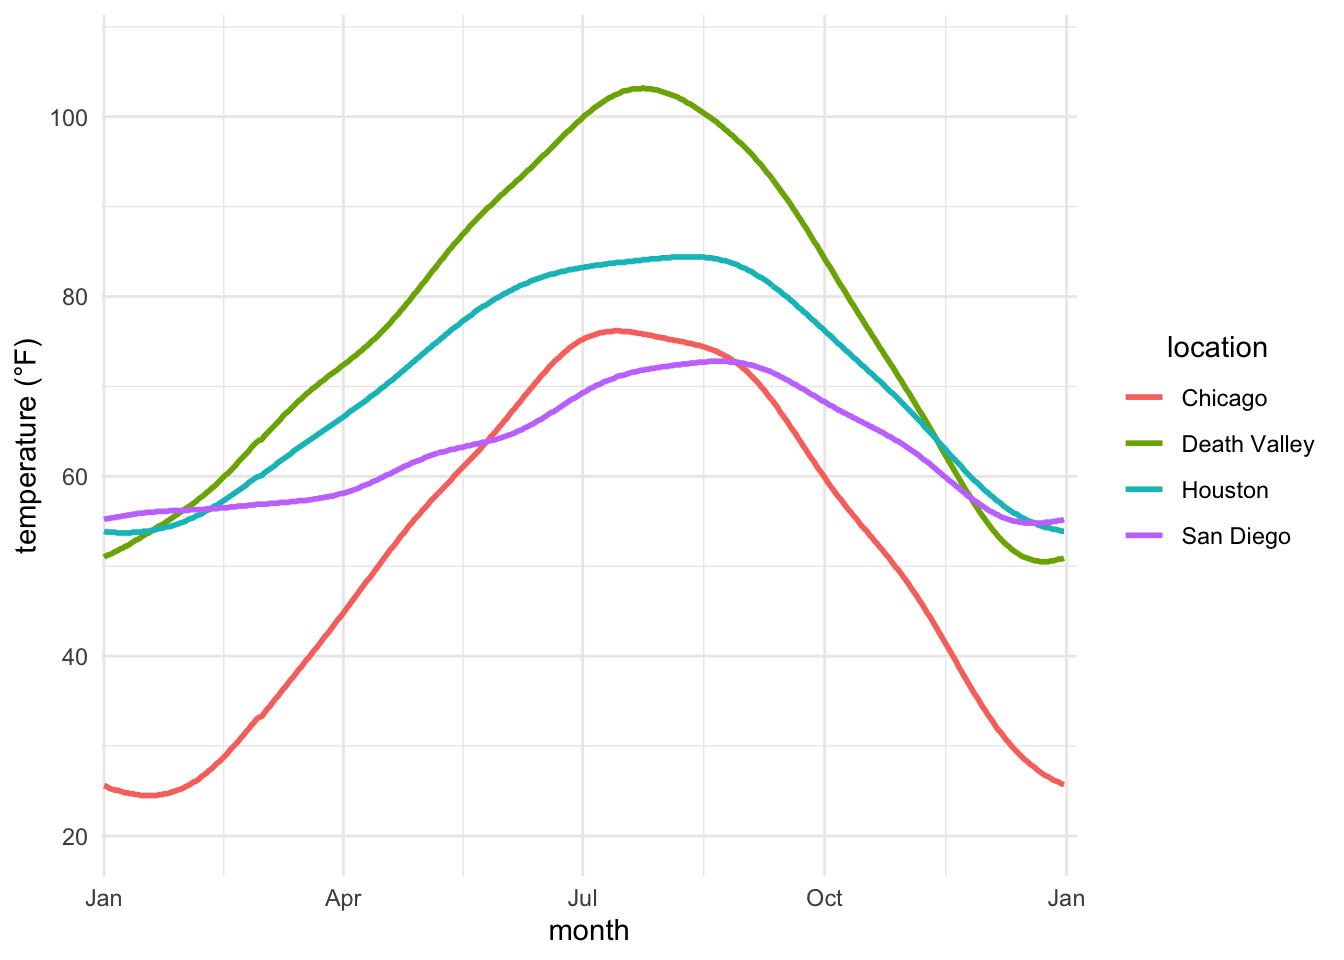 temperature (°F)
100
80
60
40
20
Jan
Apr
Jul
Oct
Jan
month
location
Chicago
Death Valley
Houston
San Diego